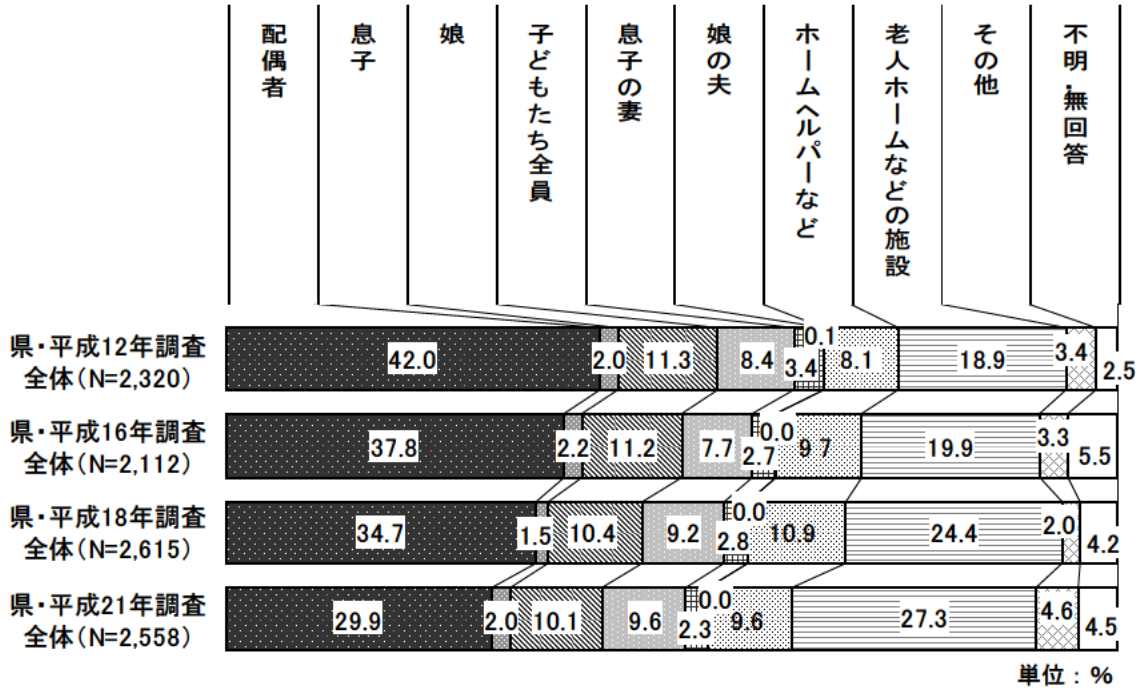 配偶者
息子
娘
子どもたち全員
息子の妻
娘の夫
ホームヘルパーなど
老人ホームなどの施設
その他
不明・無回答
県・平成12年調査
全体(N=2,320)
42.0
2.0
11.3
8.4
3.4
0.1
8.1
18.9
3.4
2.5
県・平成16年調査
全体(N=2,112)
37.8
2.2
11.2
7.7
2.7
0.0
9.7
19.9
3.3
5.5
県・平成18年調査
全体(N=2,615)
34.7
1.5
10.4
9.2
2.8
0.0
10.9
24.4
2.0
4.2
県・平成21年調査
全体(N=2,558)
29.9
2.0
10.1
9.6
2.3
0.0
9.6
27.3
4.6
4.5
単位:%